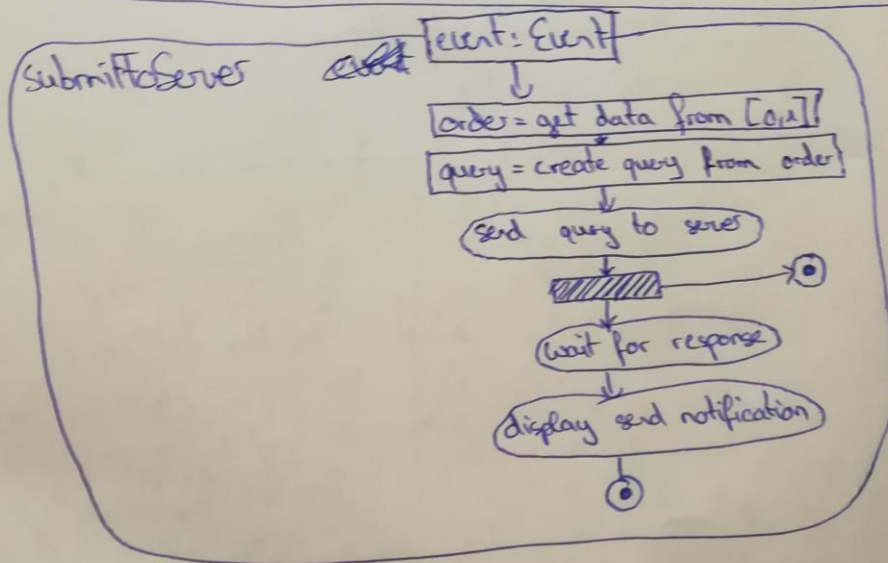 submittoServer
event: Event
order = get data from [0,1]
query = create query from order
send query to server
wait for response
display send notification